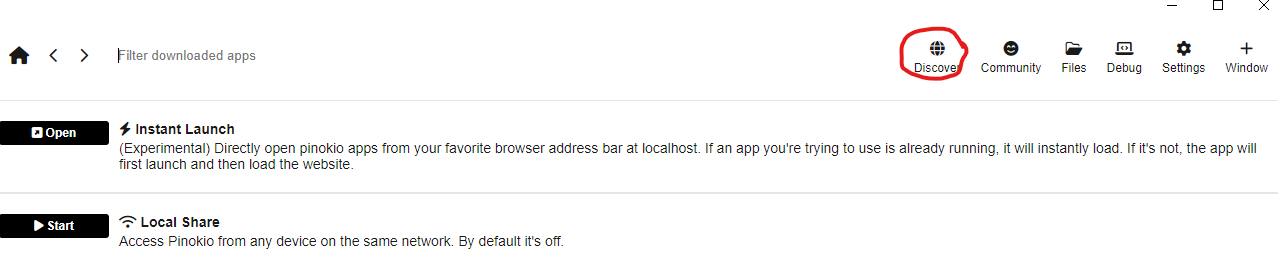 Filter downloaded apps
Discover
Community
Files
Debug
Settings
Window
Open
Instant Launch
(Experimental) Directly open pinokio apps from your favorite browser address bar at localhost. If an app you're trying to use is already running, it will instantly load. If it's not, the app will
first launch and then load the website.
Start
Local Share
Access Pinokio from any device on the same network. By default it's off.